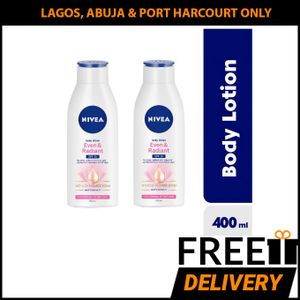 LAGOS, ABUJA & PORT HARCOURT ONLY
NIVEA
Even &
Radiant
NIVEA
Even &
Radiant
Body Lotion
400 ml
FREE
DELIVERY